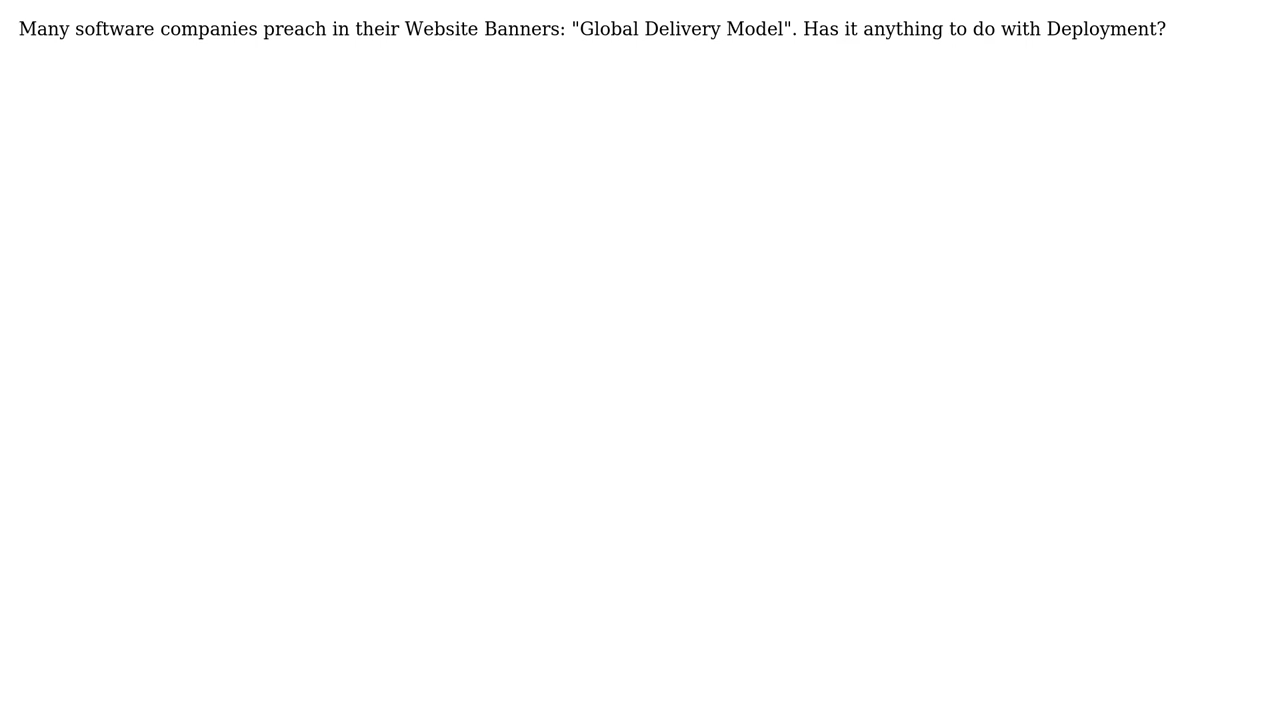 Many software companies preach in their Website Banners: "Global Delivery Model". Has it anything to do with Deployment?